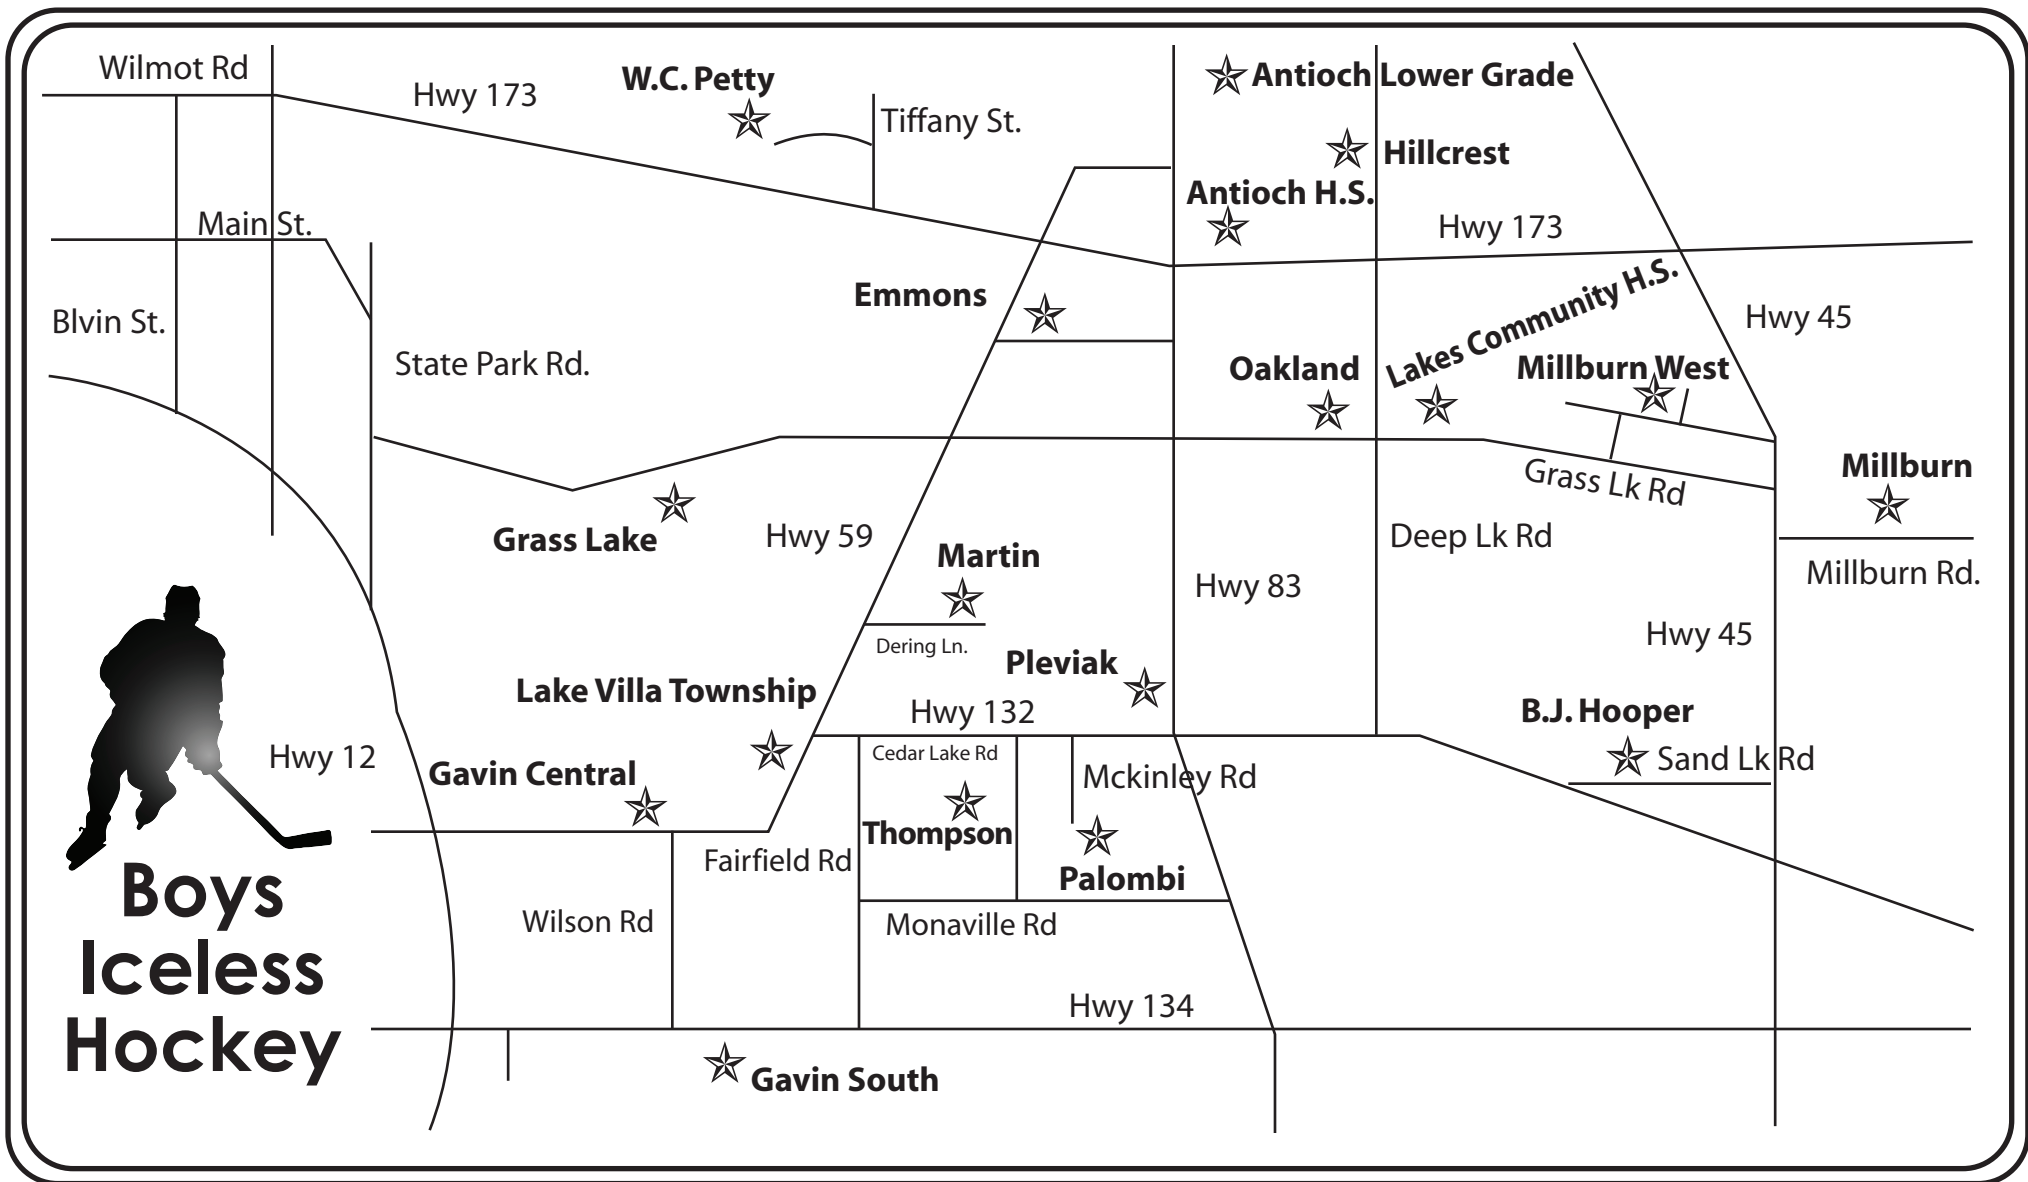 Wilmot Rd
Hwy 173
W.C. Petty
Tiffany St.
Antioch Lower Grade
Hillcrest
Antioch H.S.
Main St.
Hwy 173
Emmons
Blvin St.
State Park Rd.
Oakland
Lakes Community H.S.
Millburn West
Hwy 45
Grass Lk Rd
Millburn
Grass Lake
Hwy 59
Martin
Deep Lk Rd
Hwy 83
Millburn Rd.
Dering Ln.
Hwy 45
Pleviak
Lake Villa Township
Hwy 132
B.J. Hooper
Hwy 12
Gavin Central
Cedar Lake Rd
Mckinley Rd
Sand Lk Rd
Thompson
Fairfield Rd
Palombi
Wilson Rd
Monaville Rd
Hwy 134
Gavin South
Boys
Iceless
Hockey